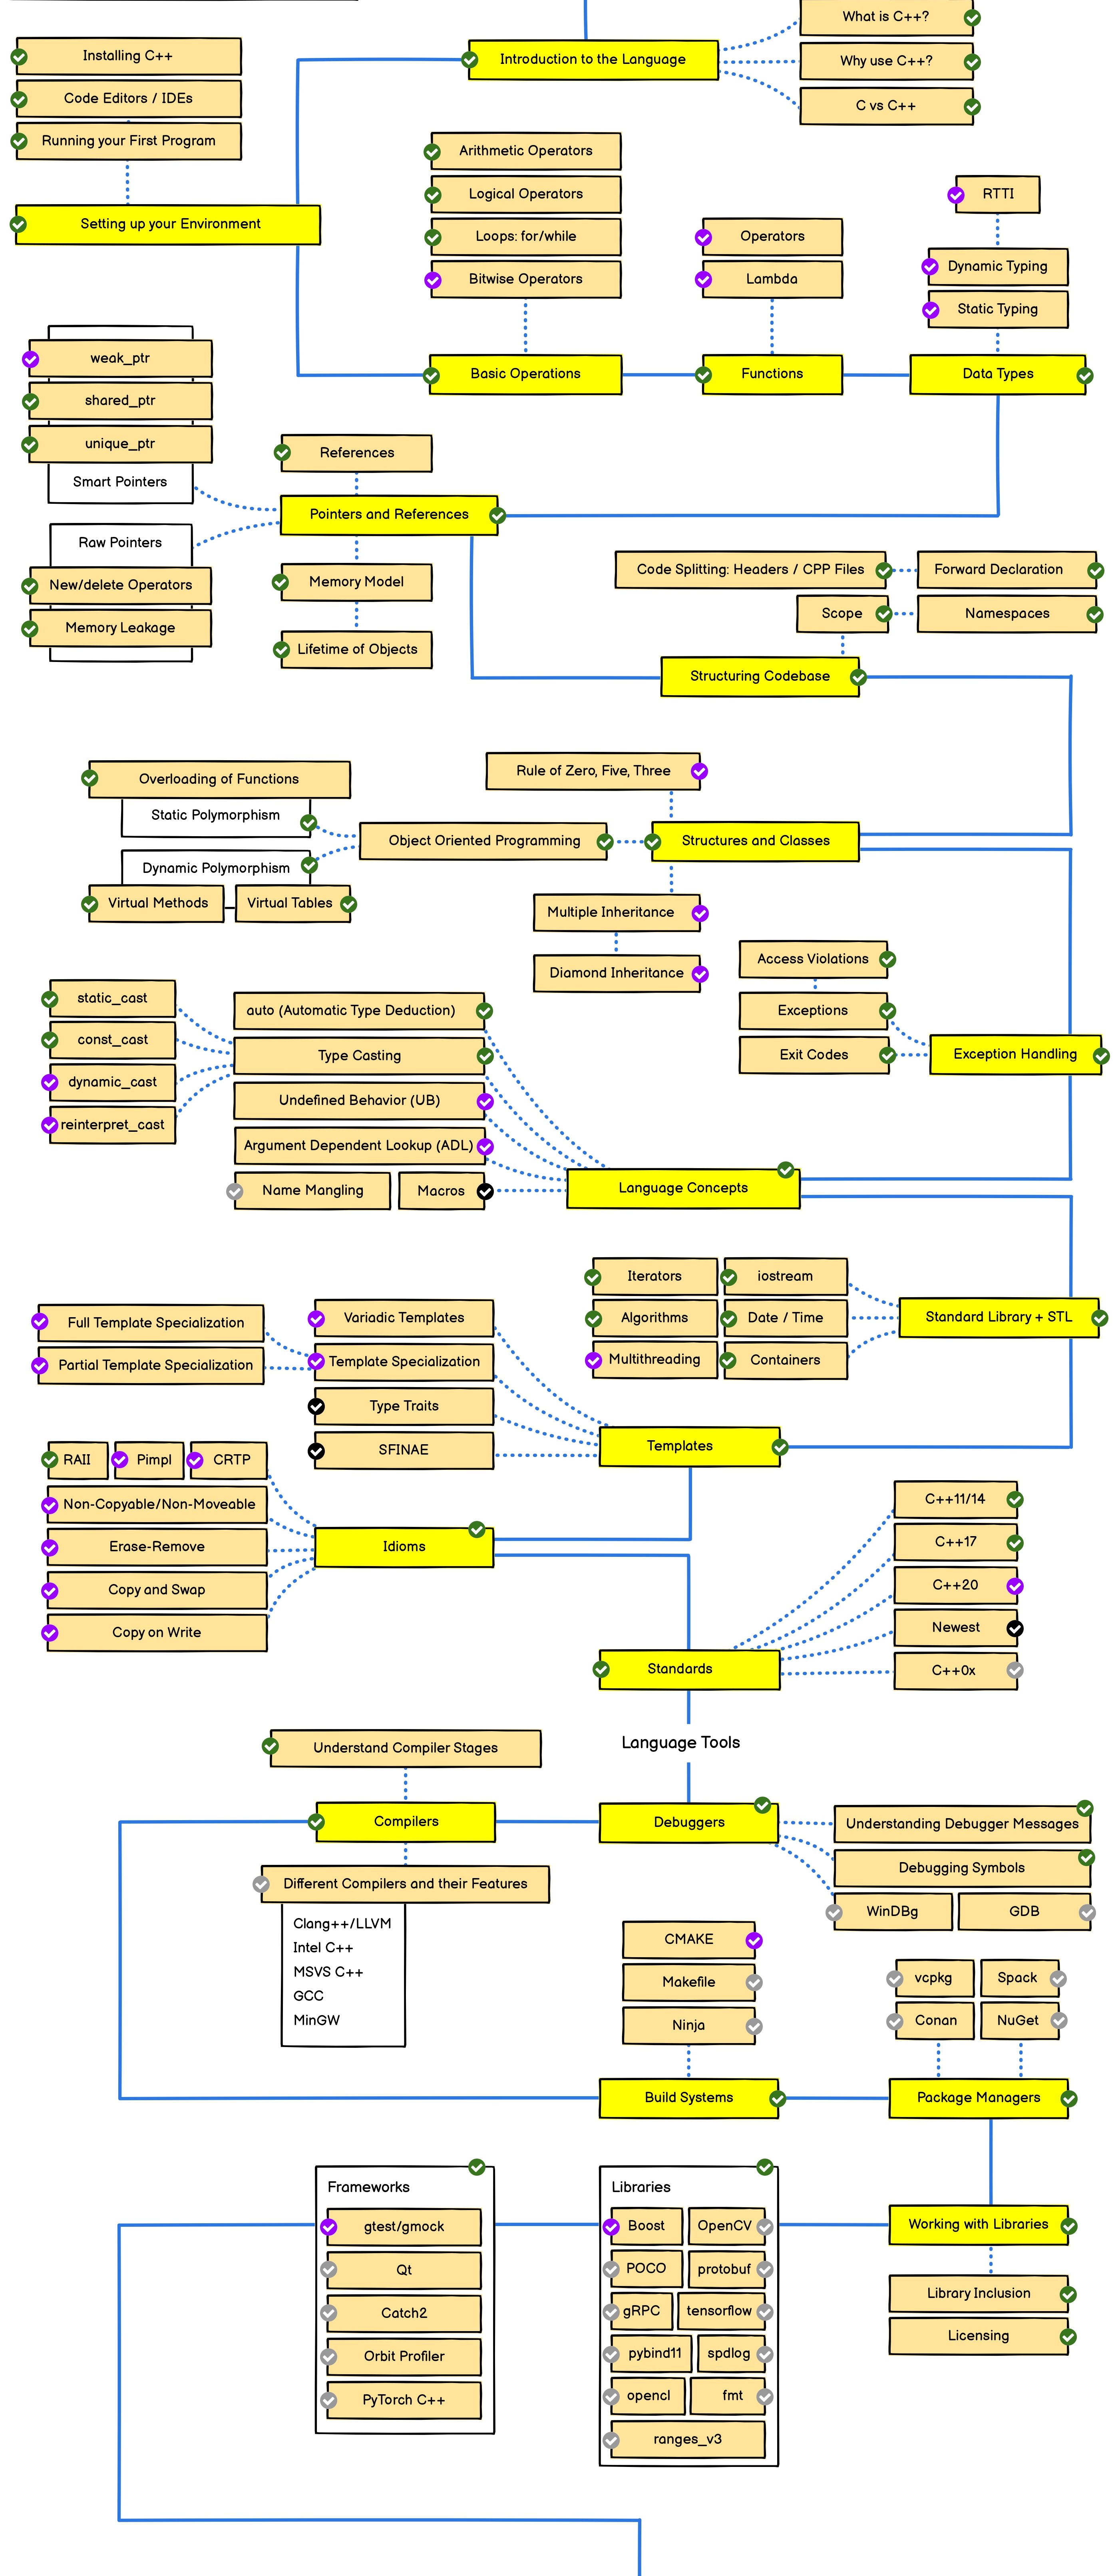 What is C++?
Introduction to the Language
Why use C++?
C vs C++
Installing C++
Code Editors / IDEs
Running your First Program
Setting up your Environment
Arithmetic Operators
Logical Operators
Loops: for/while
Bitwise Operators
Basic Operations
Operators
Lambda
Functions
RTTI
Dynamic Typing
Static Typing
Data Types
weak_ptr
shared_ptr
unique_ptr
Smart Pointers
Raw Pointers
New/delete Operators
Memory Leakage
References
Pointers and References
Memory Model
Lifetime of Objects
Code Splitting: Headers / CPP Files
Forward Declaration
Scope
Namespaces
Structuring Codebase
Rule of Zero, Five, Three
Overloading of Functions
Static Polymorphism
Object Oriented Programming
Structures and Classes
Dynamic Polymorphism
Virtual Methods
Virtual Tables
Multiple Inheritance
Diamond Inheritance
Access Violations
Exceptions
Exit Codes
Exception Handling
static_cast
const_cast
dynamic_cast
reinterpret_cast
auto (Automatic Type Deduction)
Type Casting
Undefined Behavior (UB)
Argument Dependent Lookup (ADL)
Name Mangling
Macros
Language Concepts
Iterators
iostream
Algorithms
Date / Time
Multithreading
Containers
Standard Library + STL
Full Template Specialization
Partial Template Specialization
Variadic Templates
Template Specialization
Type Traits
SFINAE
Templates
RAII
Pimpl
CRTP
Non-Copyable/Non-Moveable
Erase-Remove
Copy and Swap
Copy on Write
Idioms
C++11/14
C++17
C++20
Newest
C++0x
Standards
Language Tools
Understand Compiler Stages
Compilers
Debuggers
Understanding Debugger Messages
Debugging Symbols
WinDBg
GDB
Different Compilers and their Features
Clang++/LLVM
Intel C++
MSVS C++
GCC
MinGW
CMAKE
Makefile
Ninja
Build Systems
vcpkg
Spack
Conan
NuGet
Package Managers
Frameworks
gtest/gmock
Qt
Catch2
Orbit Profiler
PyTorch C++
Libraries
Boost
OpenCV
POCO
protobuf
gRPC
tensorflow
pybind11
spdlog
opencl
fmt
ranges_v3
Working with Libraries
Library Inclusion
Licensing